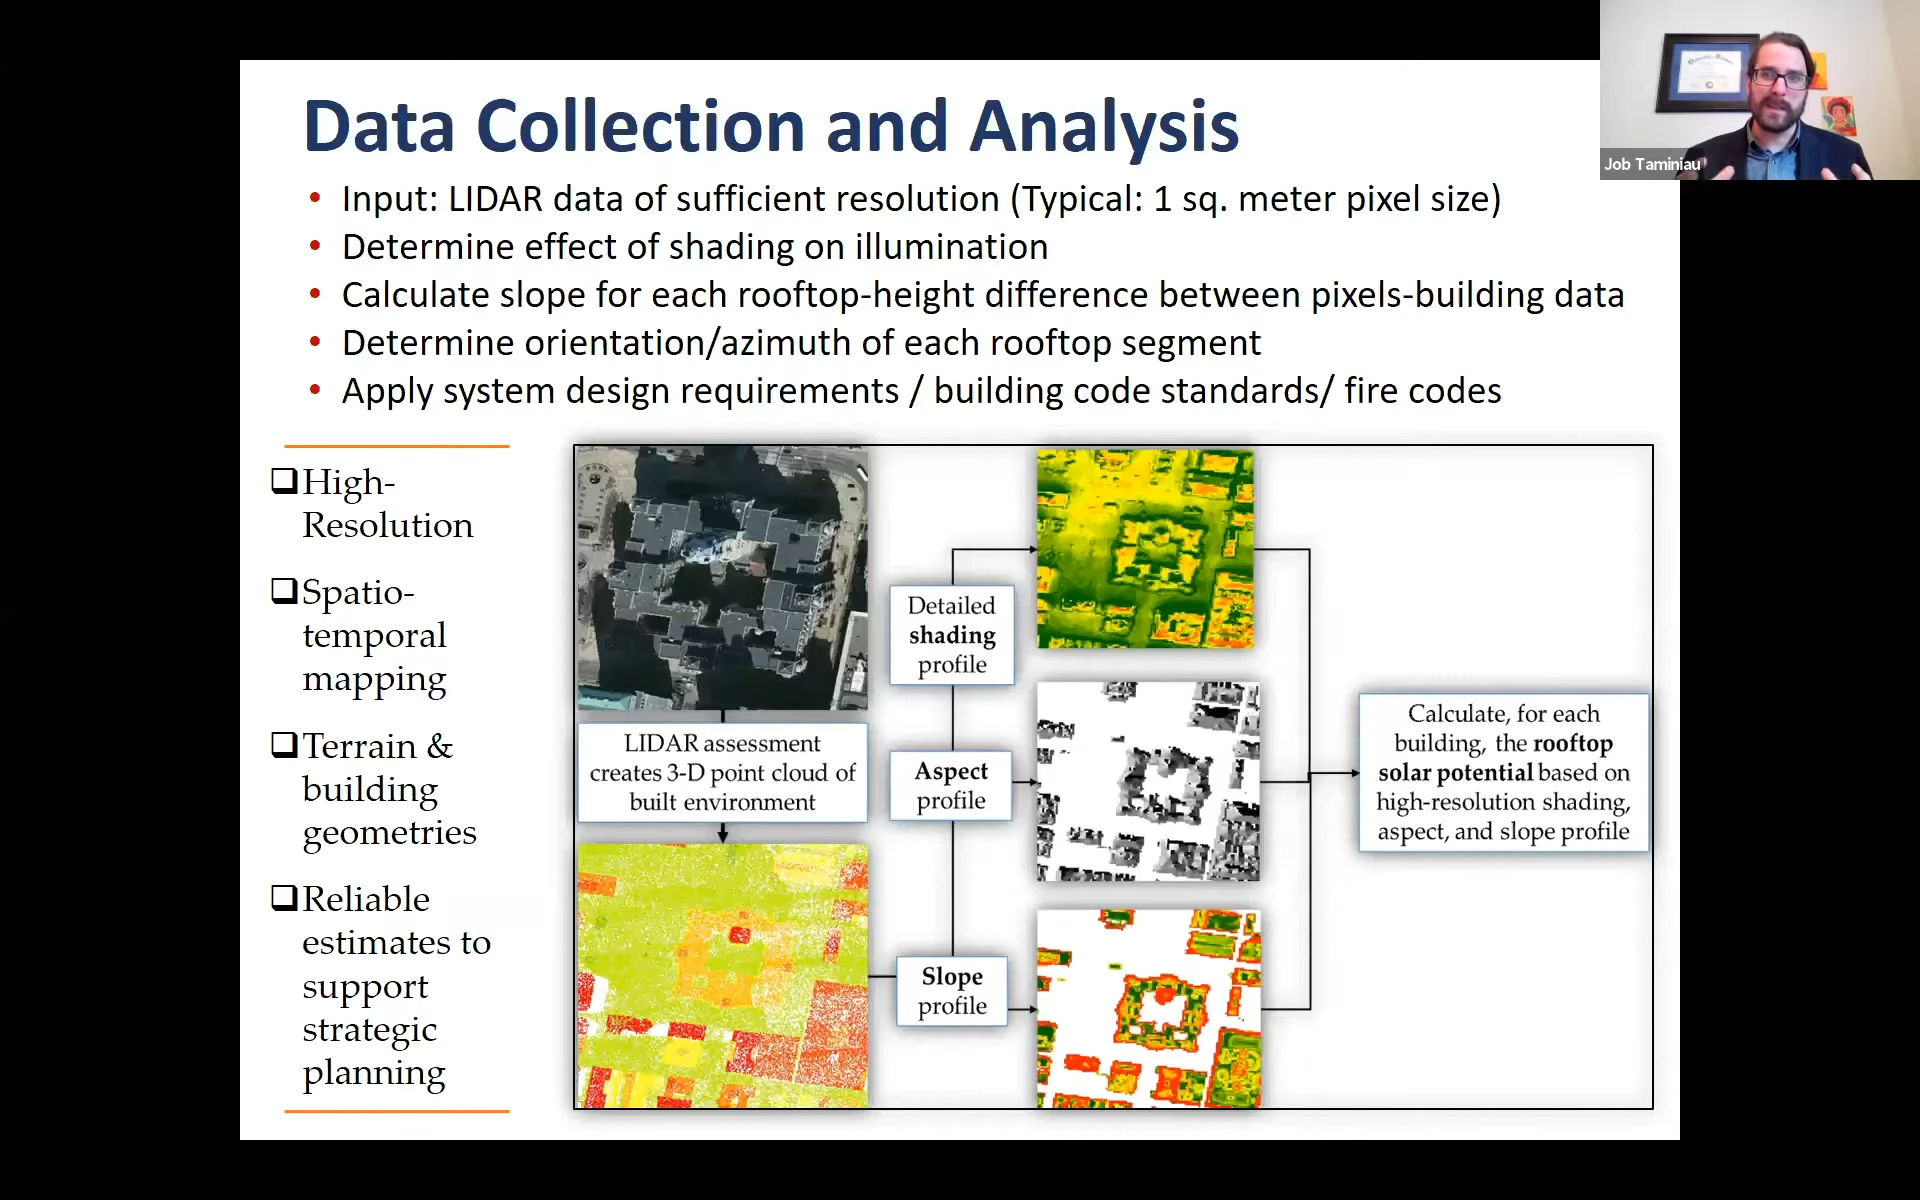 Data Collection and Analysis
• Input: LIDAR data of sufficient resolution (Typical: 1 sq. meter pixel size)
• Determine effect of shading on illumination
• Calculate slope for each rooftop-height difference between pixels-building data
• Determine orientation/azimuth of each rooftop segment
• Apply system design requirements / building code standards/ fire codes
Job Taminiau
❑High-
Resolution
❑Spatio-
temporal
mapping
❑Terrain &
building
geometries
❑Reliable
estimates to
support
strategic
planning
LIDAR assessment
creates 3-D point cloud of
built environment
Detailed
shading
profile
Aspect
profile
Slope
profile
Calculate, for each
building, the rooftop
solar potential based on
high-resolution shading,
aspect, and slope profile